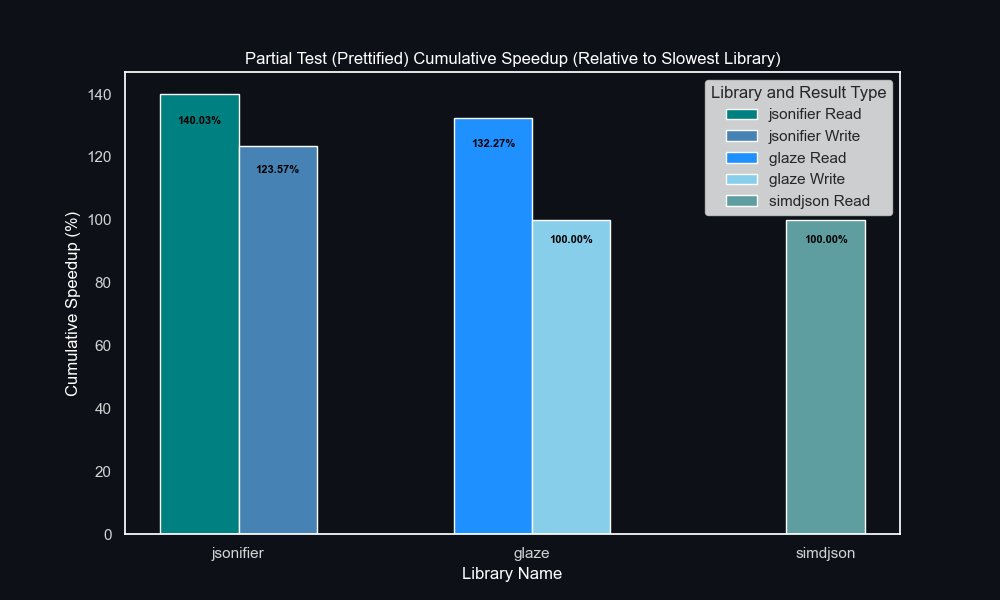 Partial Test (Prettified) Cumulative Speedup (Relative to Slowest Library)
Library and Result Type
jsonifier Read
jsonifier Write
glaze Read
glaze Write
simdjson Read
Cumulative Speedup (%)
140
120
100
80
60
40
20
0
140.03%
123.57%
132.27%
100.00%
100.00%
jsonifier
glaze
simdjson
Library Name